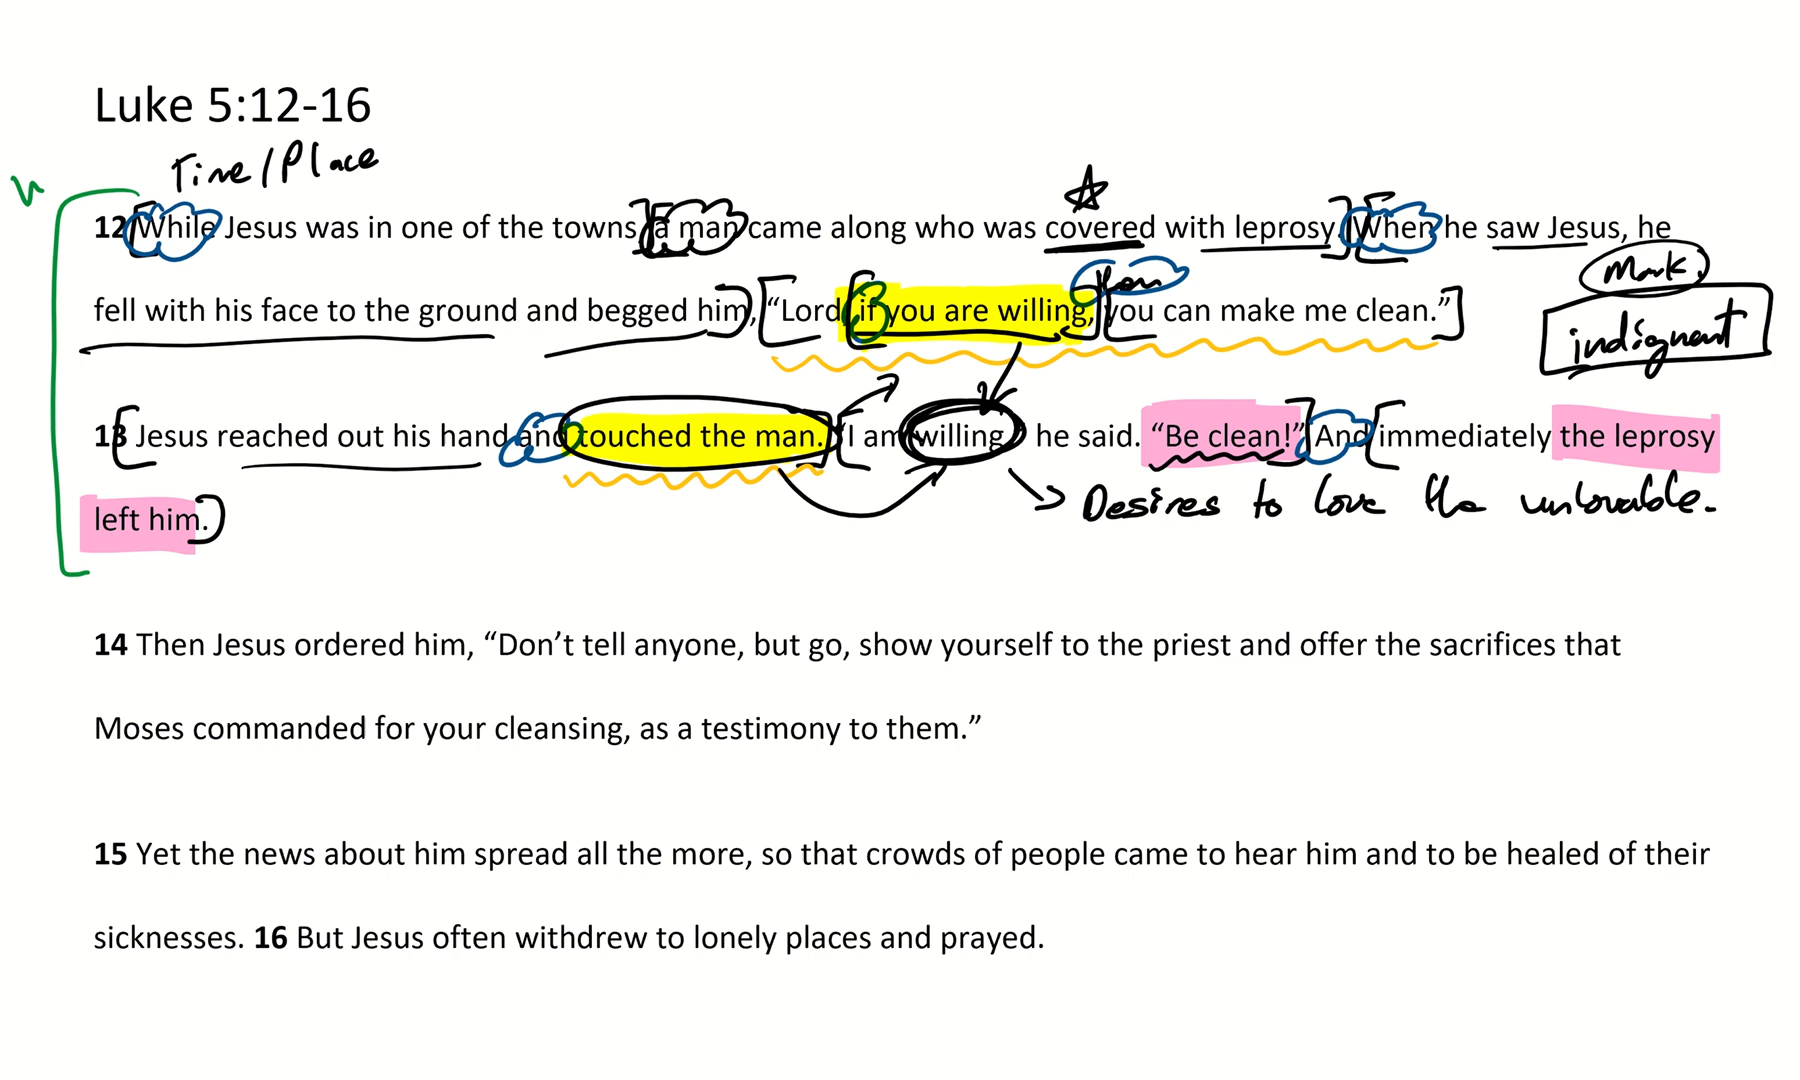 Luke 5:12-16
Time/Place
12 While Jesus was in one of the towns, a man came along who was covered with leprosy. When he saw Jesus, he
Mark
then
fell with his face to the ground and begged him, “Lord, if you are willing, you can make me clean.”
indignant
13 Jesus reached out his hand and touched the man. “I am willing,” he said. “Be clean!” And immediately the leprosy
Desires to love the unlovable.
left him.
14 Then Jesus ordered him, “Don’t tell anyone, but go, show yourself to the priest and offer the sacrifices that
Moses commanded for your cleansing, as a testimony to them.”
15 Yet the news about him spread all the more, so that crowds of people came to hear him and to be healed of their
sicknesses. 16 But Jesus often withdrew to lonely places and prayed.